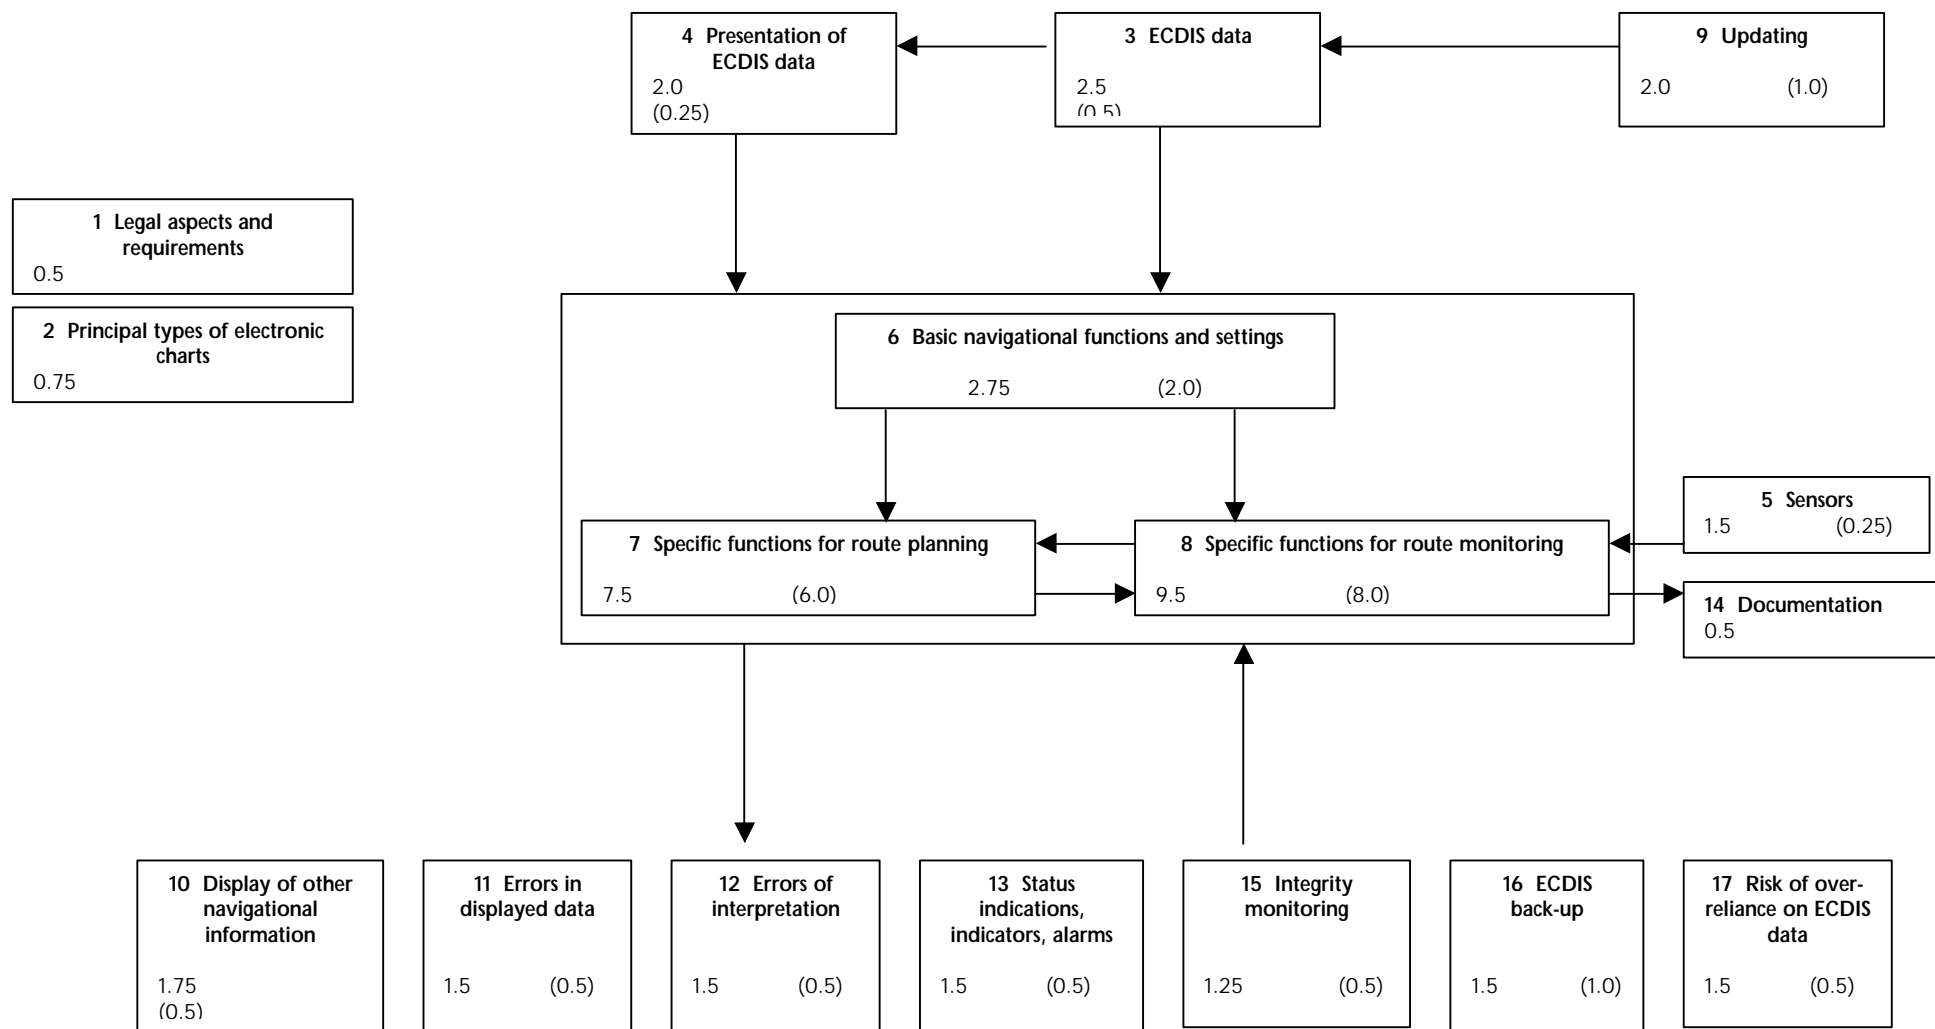 4 Presentation of
ECDIS data
2.0
(0.25)
3 ECDIS data
2.5
(0.5)
9 Updating
2.0 (1.0)
1 Legal aspects and
requirements
0.5
2 Principal types of electronic
charts
0.75
6 Basic navigational functions and settings
2.75 (2.0)
5 Sensors
1.5 (0.25)
7 Specific functions for route planning
7.5 (6.0)
8 Specific functions for route monitoring
9.5 (8.0)
14 Documentation
0.5
10 Display of other
navigational
information
1.75
(0.5)
11 Errors in
displayed data
1.5 (0.5)
12 Errors of
interpretation
1.5 (0.5)
13 Status
indications,
indicators, alarms
1.5 (0.5)
15 Integrity
monitoring
1.25 (0.5)
16 ECDIS
back-up
1.5 (1.0)
17 Risk of over-
reliance on ECDIS
data
1.5 (0.5)